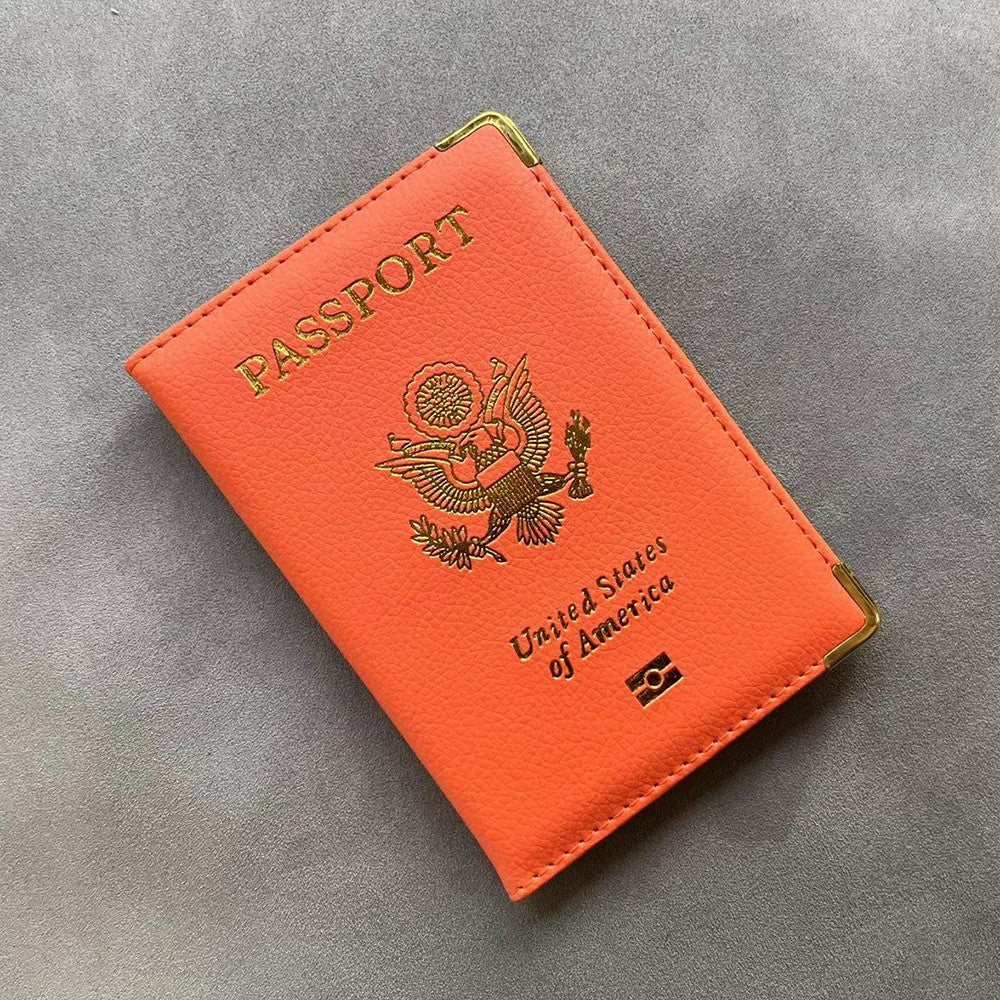 PASSPORT
United States
of America